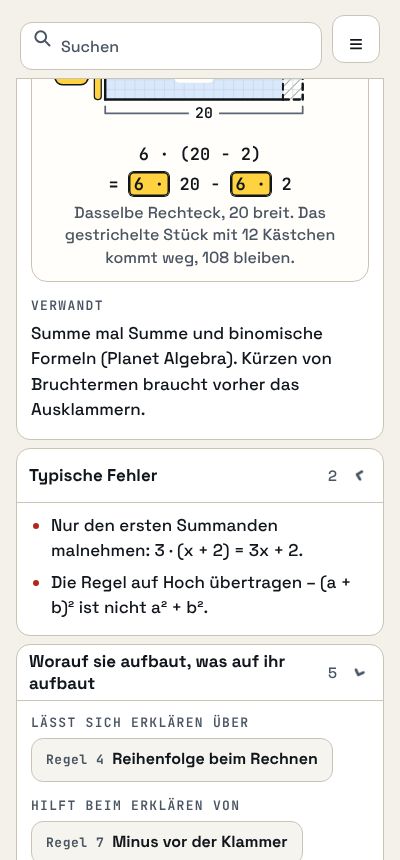 Suchen
20
6 · (20 - 2)
= 6 · 20 - 6 · 2
Dasselbe Rechteck, 20 breit. Das
gestrichelte Stück mit 12 Kästchen
kommt weg, 108 bleiben.
VERWANDT
Summe mal Summe und binomische
Formeln (Planet Algebra). Kürzen von
Bruchtermen braucht vorher das
Ausklammern.
Typische Fehler 2
Nur den ersten Summanden
malnehmen: 3 · (x + 2) = 3x + 2.
Die Regel auf Hoch übertragen – (a +
b)² ist nicht a² + b².
Worauf sie aufbaut, was auf ihr
aufbaut 5
LÄSST SICH ERKLÄREN ÜBER
Regel 4 Reihenfolge beim Rechnen
HILFT BEIM ERKLÄREN VON
Regel 7 Minus vor der Klammer